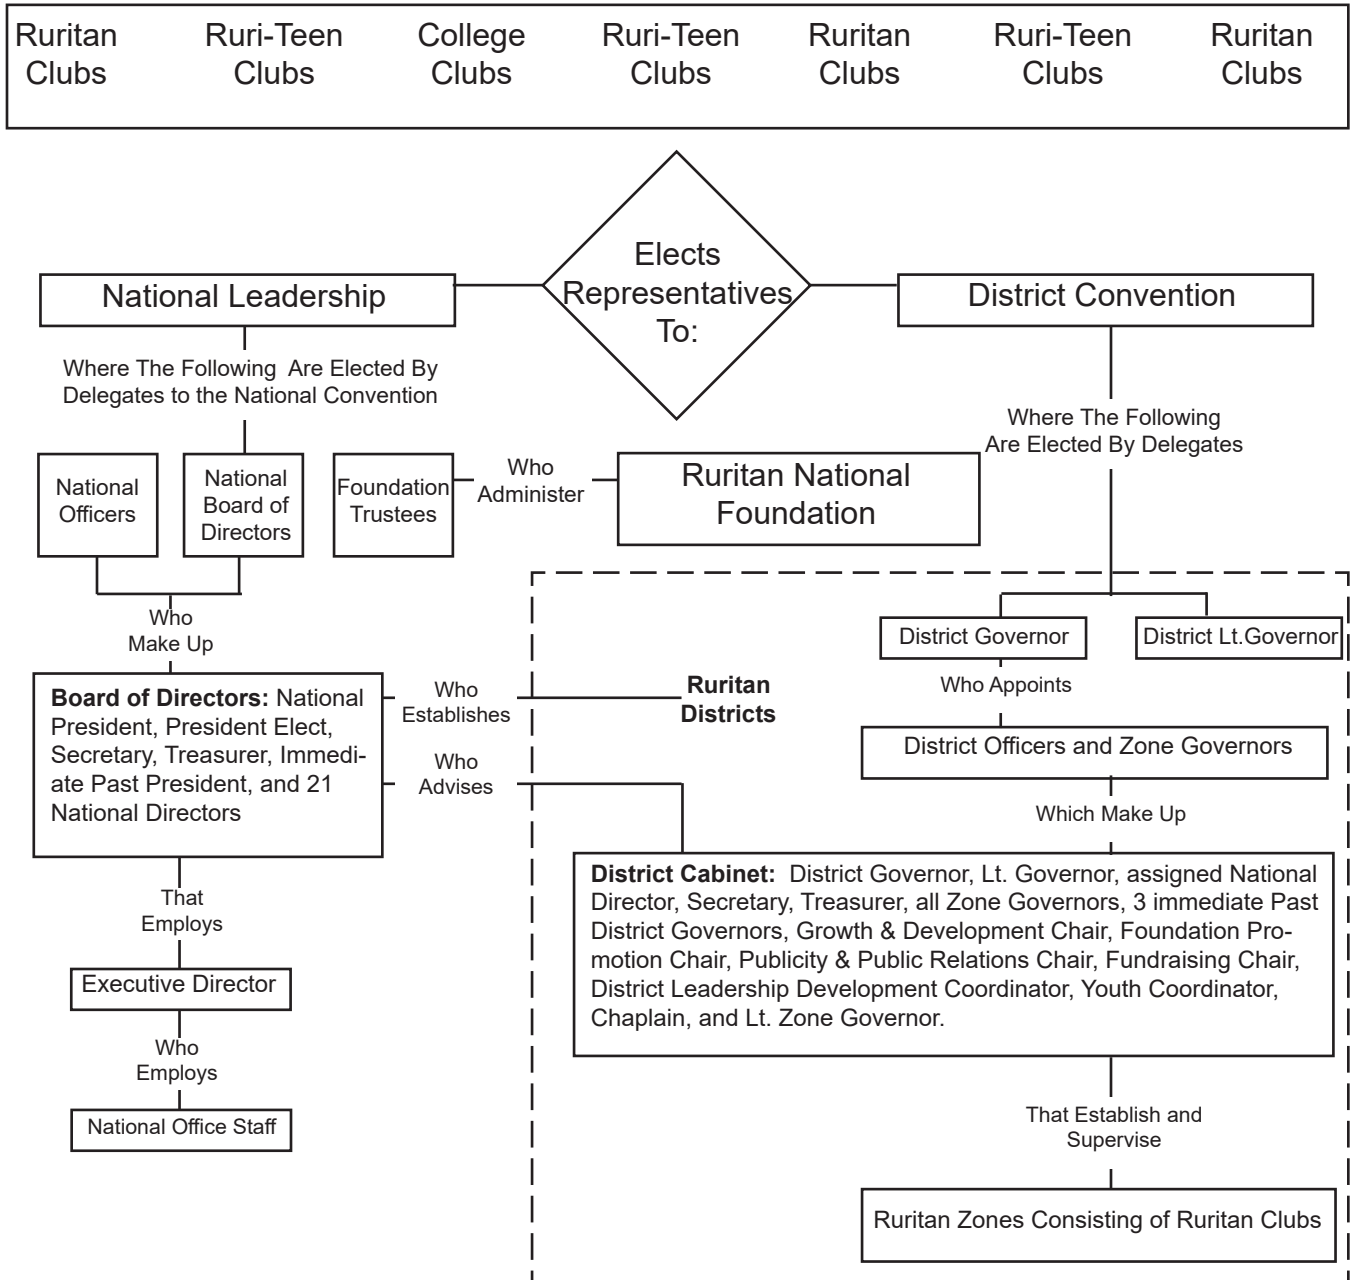 Ruritan Clubs
Ruri-Teen Clubs
College Clubs
Ruri-Teen Clubs
Ruritan Clubs
Ruri-Teen Clubs
Ruritan Clubs
Elects
Representatives
To:
National Leadership
District Convention
Where The Following  Are Elected By
Delegates to the National Convention
Where The Following
Are Elected By Delegates
National
Officers
National
Board of
Directors
Foundation
Trustees
Who
Administer
Ruritan National
Foundation
Who
Make Up
District Governor
District Lt.Governor
Who Appoints
Board of Directors: National
President, President Elect,
Secretary, Treasurer, Immedi-
ate Past President, and 21
National Directors
Who
Establishes
Ruritan
Districts
Who
Advises
District Officers and Zone Governors
Which Make Up
District Cabinet:  District Governor, Lt. Governor, assigned National
Director, Secretary, Treasurer, all Zone Governors, 3 immediate Past
District Governors, Growth & Development Chair, Foundation Pro-
motion Chair, Publicity & Public Relations Chair, Fundraising Chair,
District Leadership Development Coordinator, Youth Coordinator,
Chaplain, and Lt. Zone Governor.
That
Employs
Executive Director
Who
Employs
National Office Staff
That Establish and
Supervise
Ruritan Zones Consisting of Ruritan Clubs